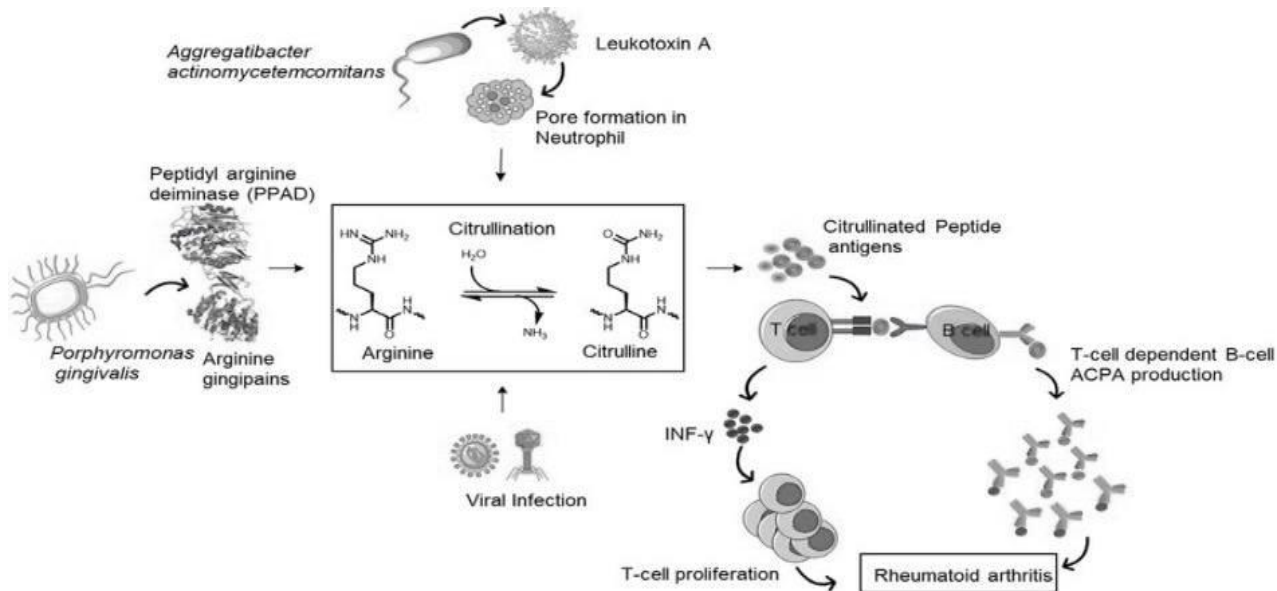 Aggregatibacter
actinomycetemcomitans
Leukotoxin A
Pore formation in
Neutrophil
Peptidyl arginine
deiminase (PPAD)
Porphyromonas
gingivalis
Arginine
gingipains
Citrullination
HN
NH₂
NH
H₂O
NH₃
N
H
O
H
N
Arginine
O
NH₂
NH
N
H
O
H
N
Citrulline
Viral Infection
Citrullinated Peptide
antigens
T cell
B cell
T-cell dependent B-cell
ACPA production
INF-γ
T-cell proliferation
Rheumatoid arthritis